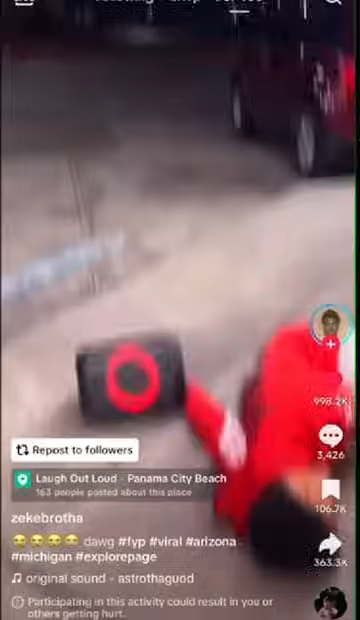 998.2K
3,426
Repost to followers
Laugh Out Loud · Panama City Beach
163 people posted about this place
106.7K
zekebrotha
😂😂😂😂 dawg #fyp #viral #arizona
#michigan #explorepage
363.3K
original sound - astrothaguod
Participating in this activity could result in you or
others getting hurt.